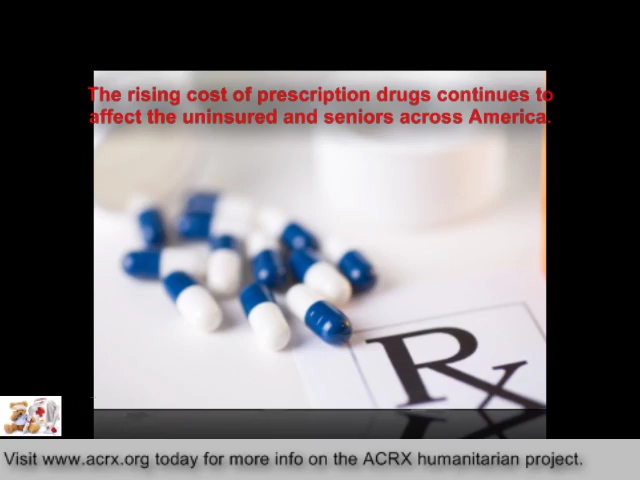 The rising cost of prescription drugs continues to
affect the uninsured and seniors across America.
Rx
Visit www.acrx.org today for more info on the ACRX humanitarian project.